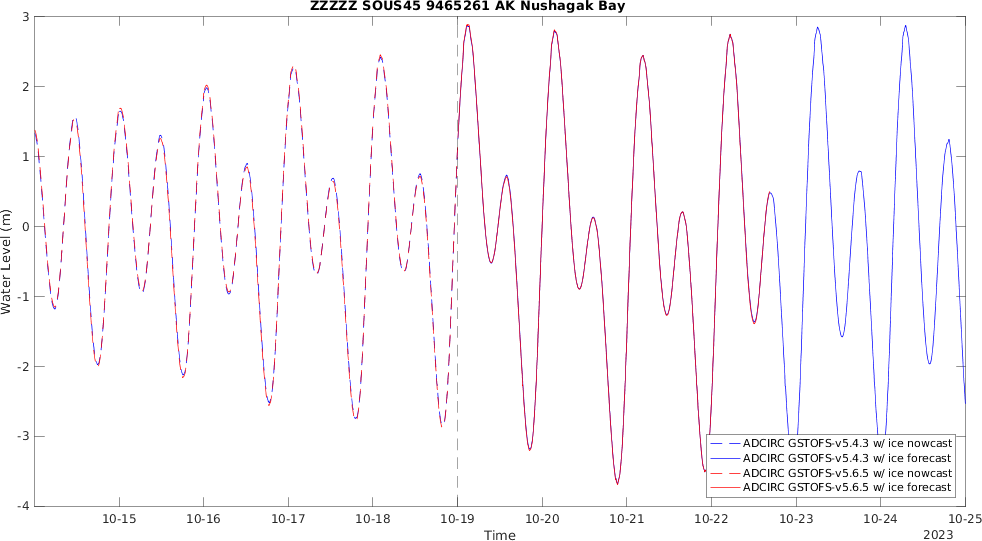 ZZZZZ SOUS45 9465261 AK Nushagak Bay
3
2
1
0
-1
-2
-3
-4
Water Level (m)
ADCIRC GSTOFS-v5.4.3 w/ ice nowcast
ADCIRC GSTOFS-v5.4.3 w/ ice forecast
ADCIRC GSTOFS-v5.6.5 w/ ice nowcast
ADCIRC GSTOFS-v5.6.5 w/ ice forecast
10-15 10-16 10-17 10-18 10-19 10-20 10-21 10-22 10-23 10-24 10-25
Time
2023